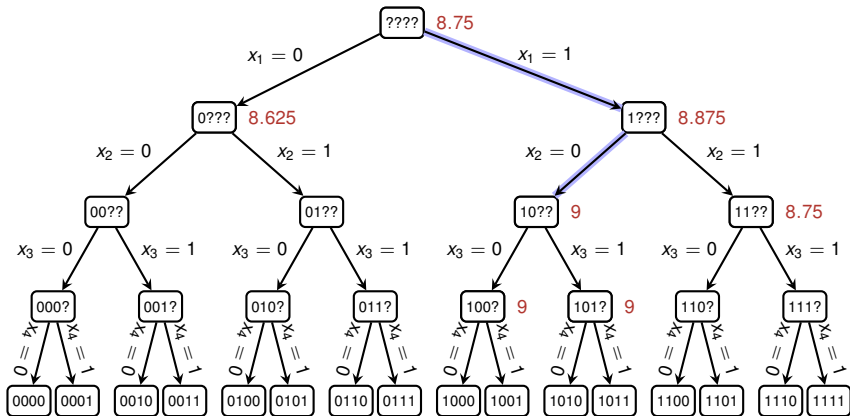 ???? 8.75
x₁ = 0 x₁ = 1
0??? 8.625 1??? 8.875
x₂ = 0 x₂ = 1 x₂ = 0 x₂ = 1
00?? 01?? 10?? 9 11?? 8.75
x₃ = 0 x₃ = 1 x₃ = 0 x₃ = 1 x₃ = 0 x₃ = 1 x₃ = 0 x₃ = 1
000? 001? 010? 011? 100? 9 101? 9 110? 111?
x₄ = 0 x₄ = 1 x₄ = 0 x₄ = 1 x₄ = 0 x₄ = 1 x₄ = 0 x₄ = 1 x₄ = 0 x₄ = 1 x₄ = 0 x₄ = 1 x₄ = 0 x₄ = 1 x₄ = 0 x₄ = 1
0000 0001 0010 0011 0100 0101 0110 0111 1000 1001 1010 1011 1100 1101 1110 1111